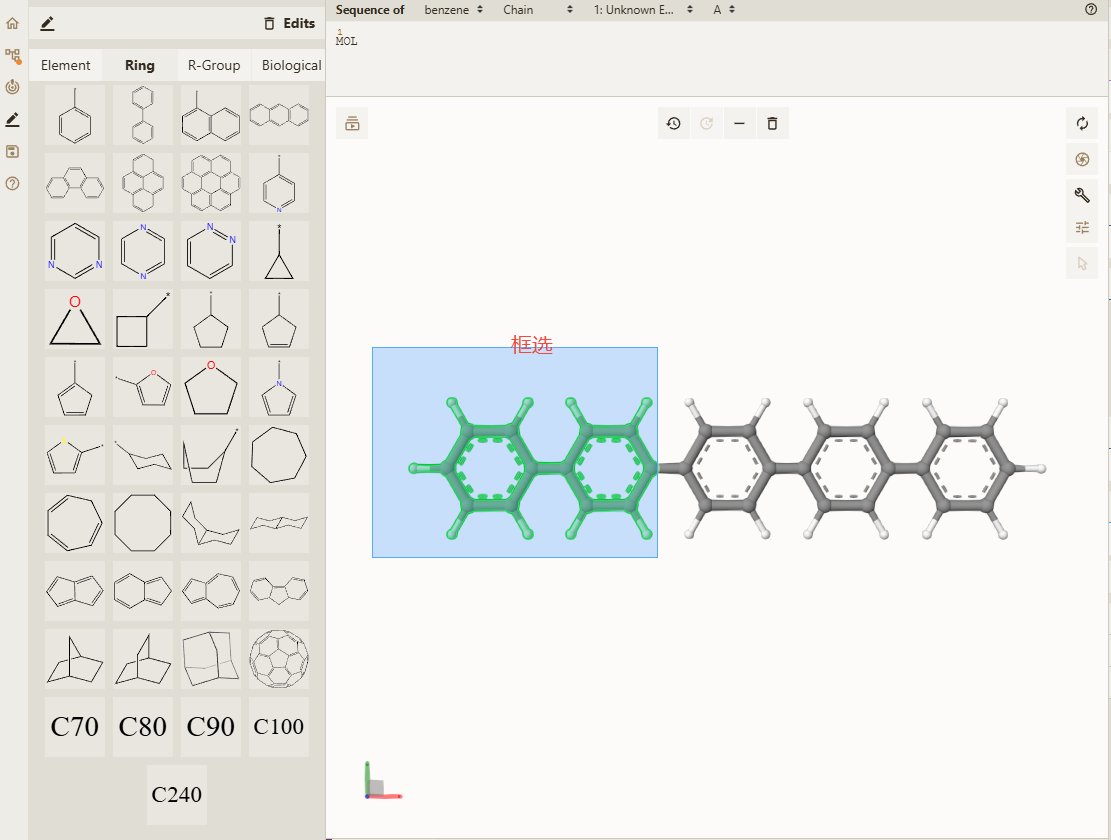 Edits
Element Ring R-Group Biological
N
N N N N N
N
O
O O N
S
C70 C80 C90 C100
C240
Sequence of benzene Chain 1: Unknown E... A
1
MOL
框选